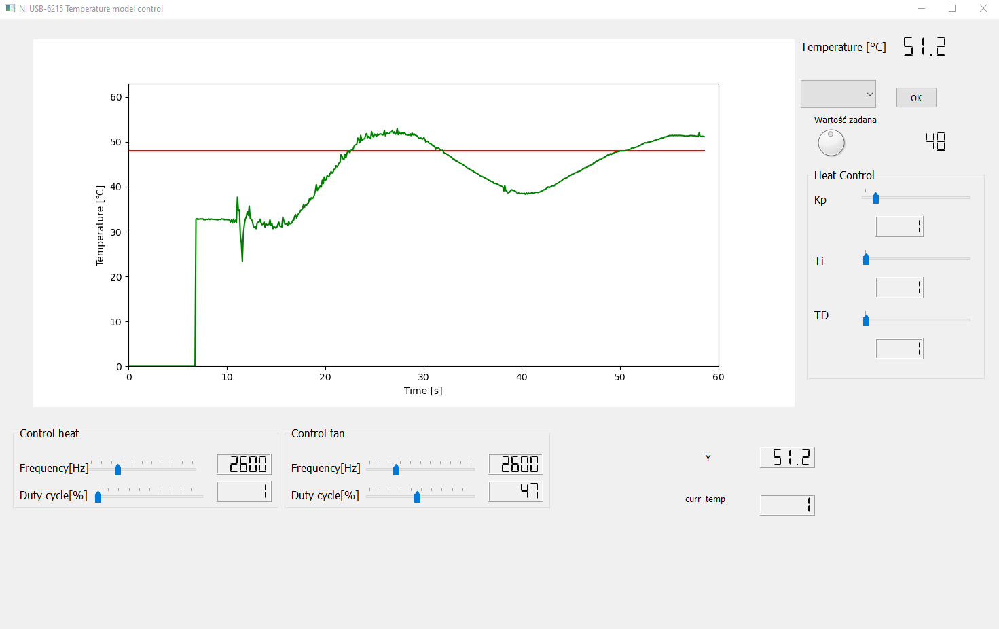 NI USB-6215 Temperature model control
Temperature [°C]
51.2
OK
Wartość zadana
48
Heat Control
Kp
1
Ti
1
TD
1
60
50
40
30
20
10
0
Temperature [°C]
0 10 20 30 40 50 60
Time [s]
Control heat
Frequency[Hz] 2600
Duty cycle[%] 1
Control fan
Frequency[Hz] 2600
Duty cycle[%] 47
Y 51.2
curr_temp 1